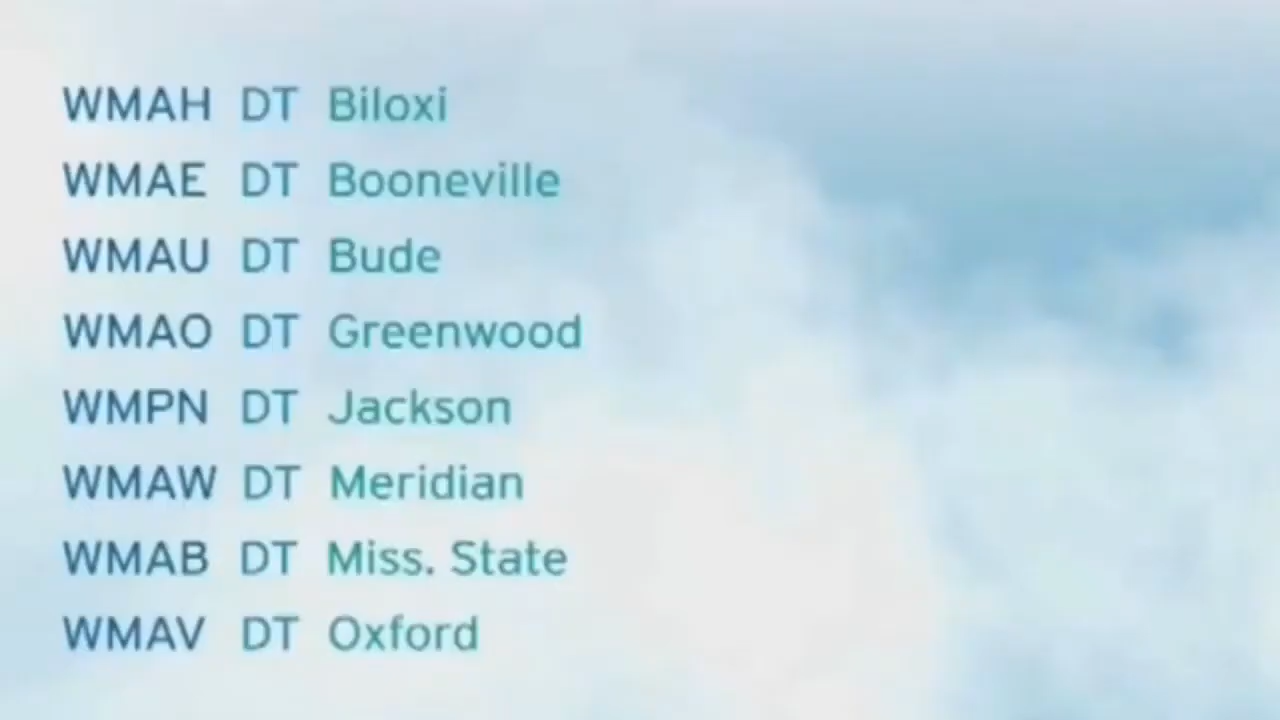 WMAH DT Biloxi
WMAE DT Booneville
WMAU DT Bude
WMAO DT Greenwood
WMPN DT Jackson
WMAW DT Meridian
WMAB DT Miss. State
WMAV DT Oxford